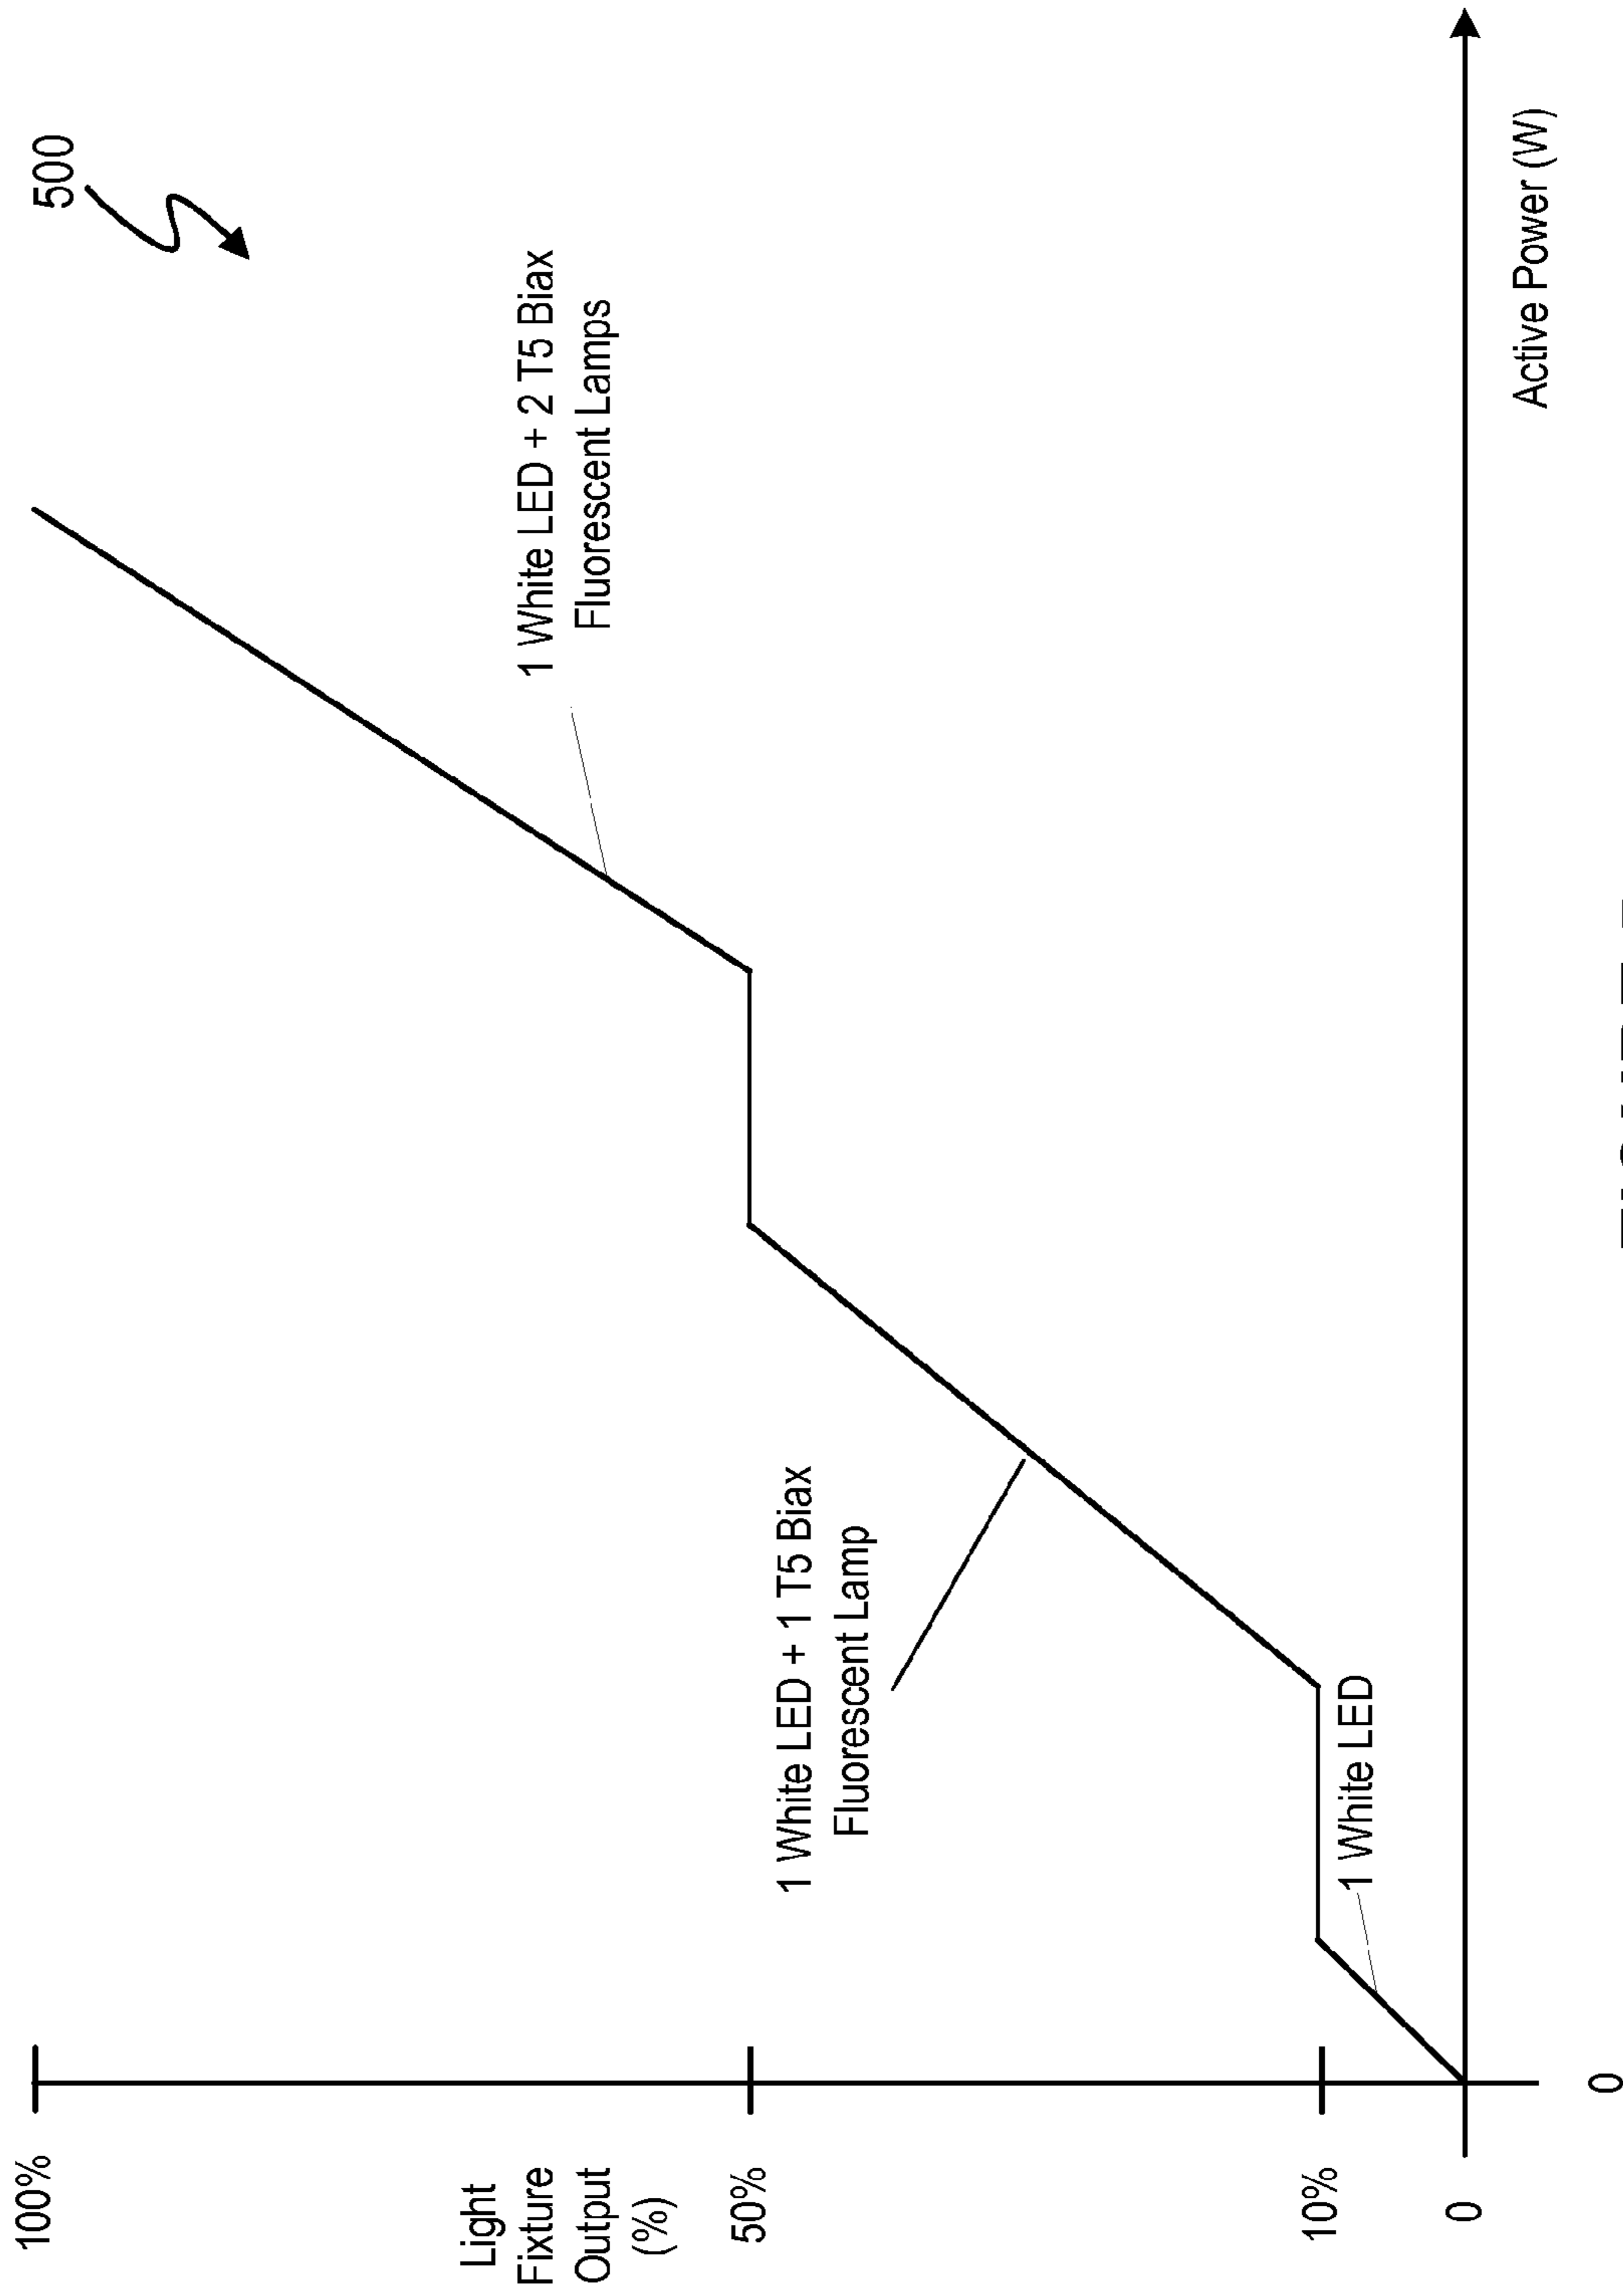 500
100%
Light
Fixture
Output
(%)
50%
10%
0
0
1 White LED + 2 T5 Biax
Fluorescent Lamps
1 White LED + 1 T5 Biax
Fluorescent Lamp
1 White LED
Active Power (W)